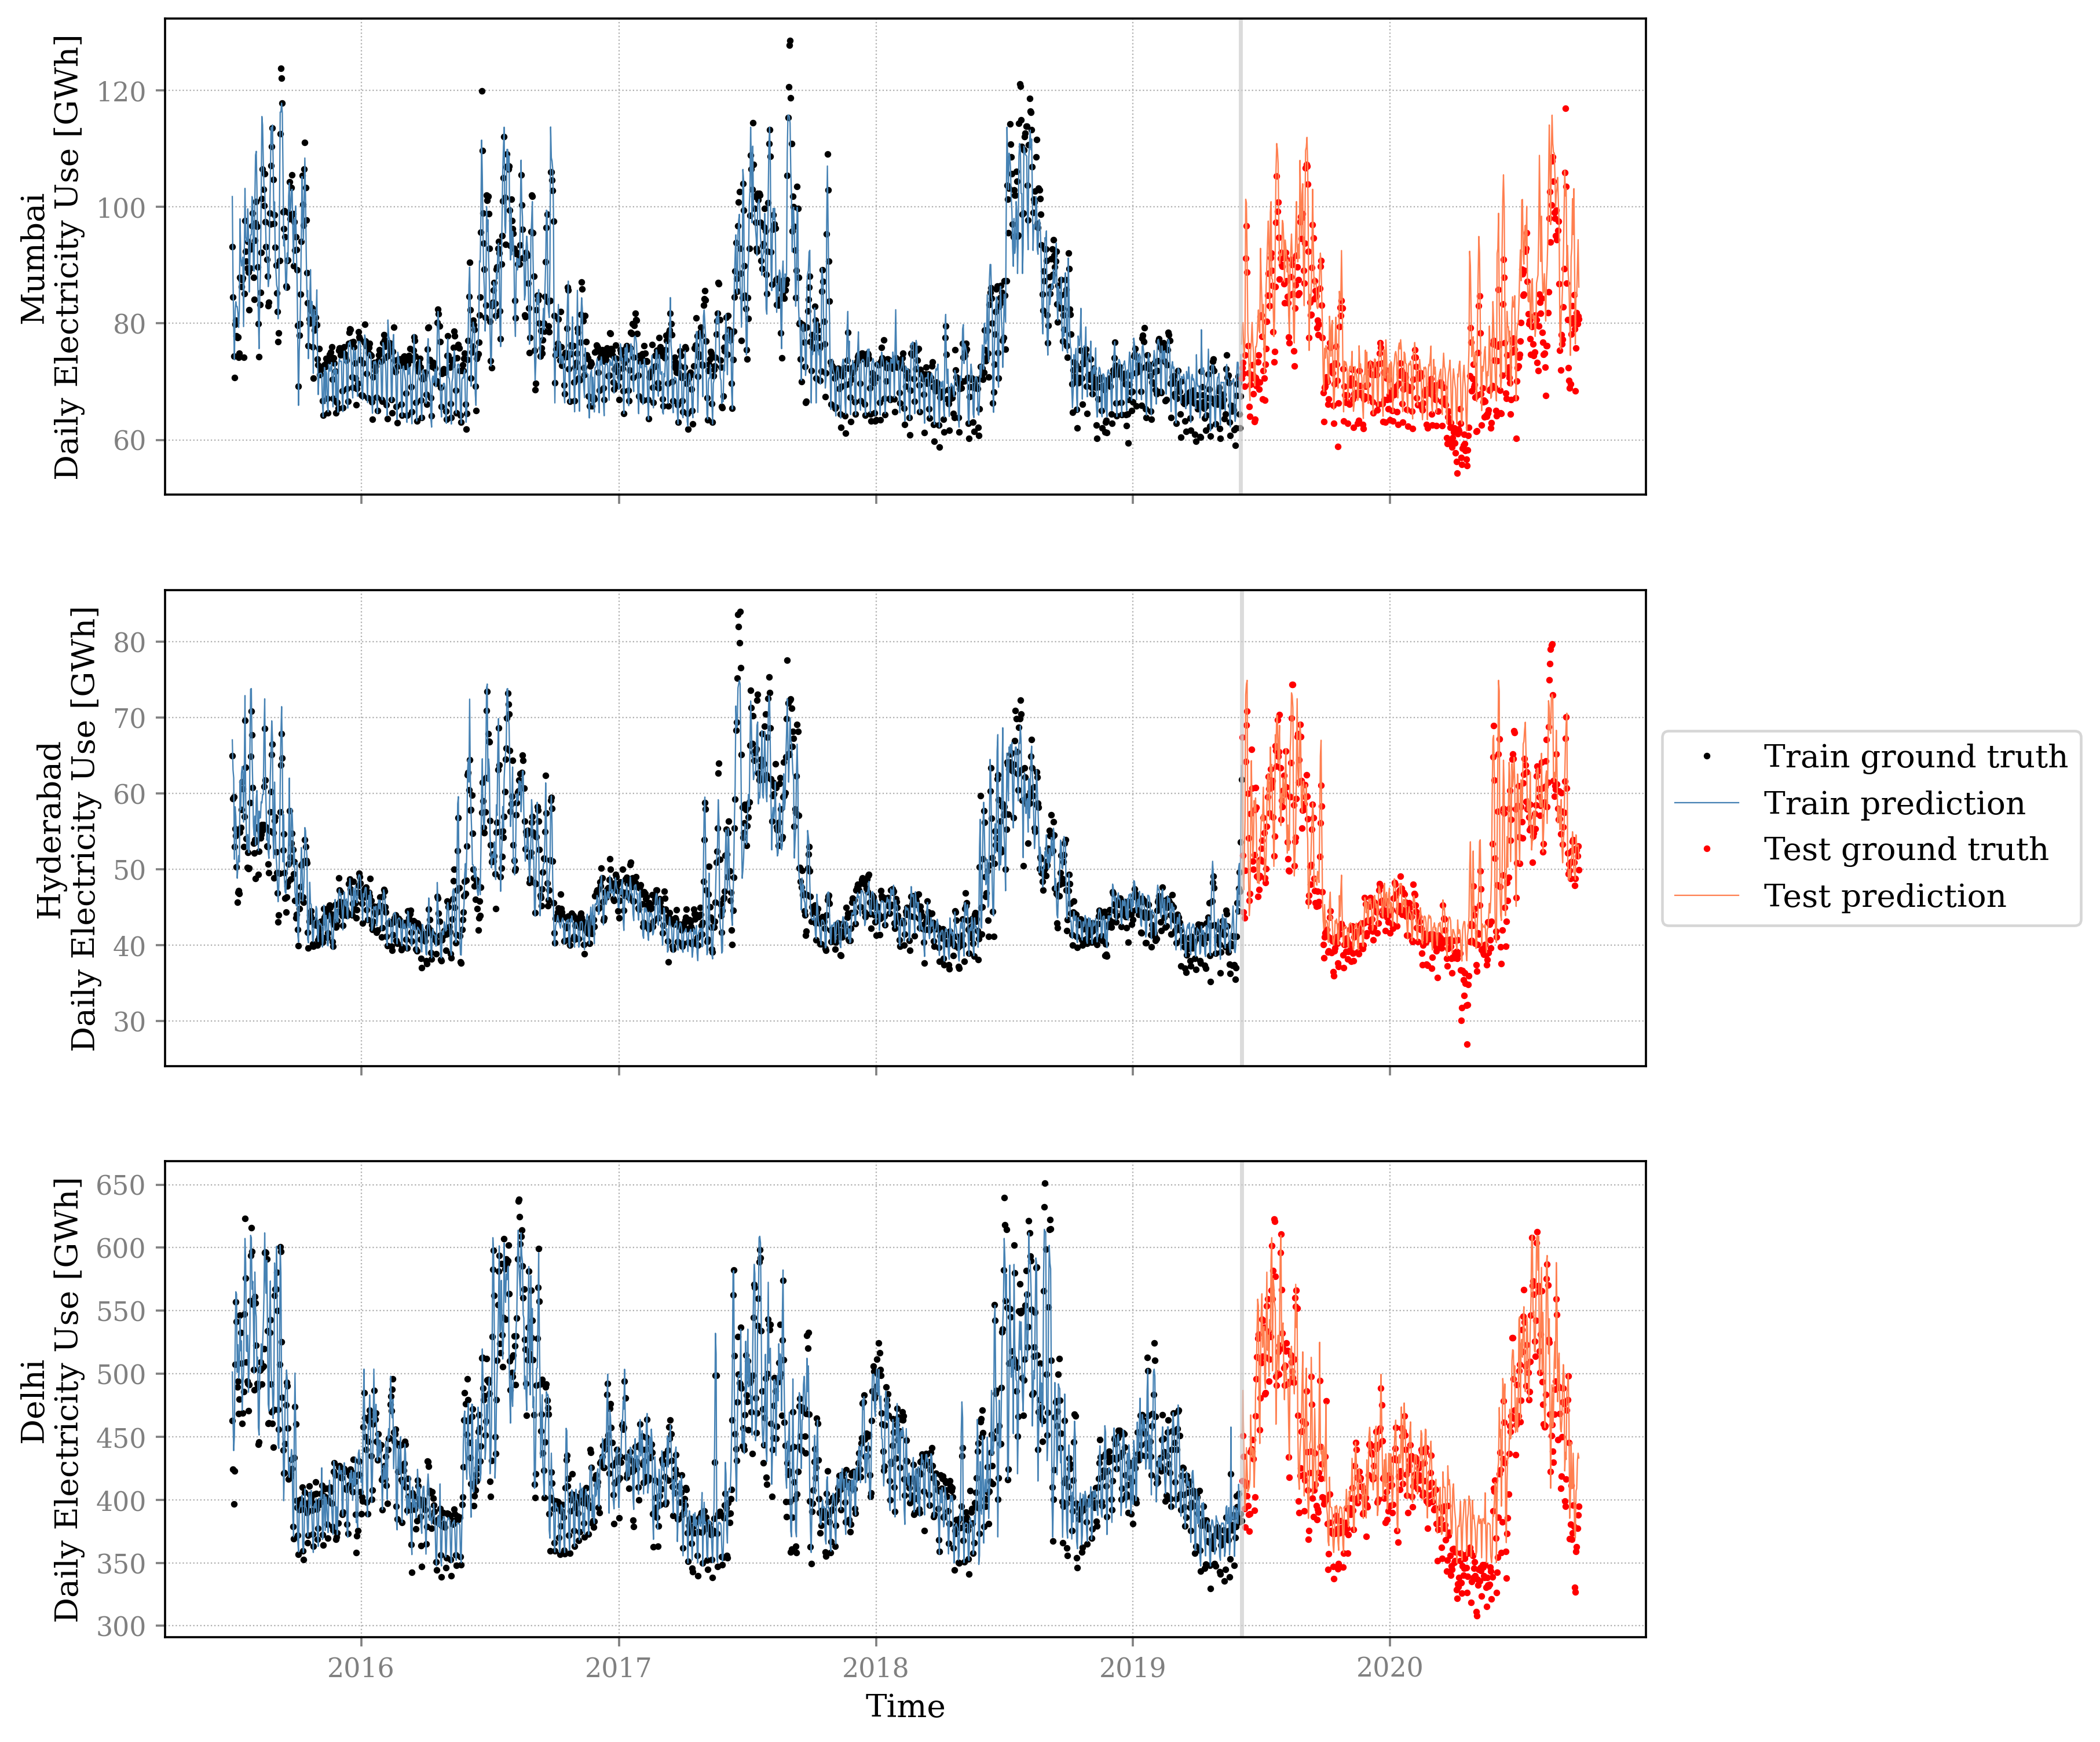 Mumbai
Daily Electricity Use [GWh]
120
100
80
60
Hyderabad
Daily Electricity Use [GWh]
80
70
60
50
40
30
Train ground truth
Train prediction
Test ground truth
Test prediction
Delhi
Daily Electricity Use [GWh]
650
600
550
500
450
400
350
300
2016 2017 2018 2019 2020
Time